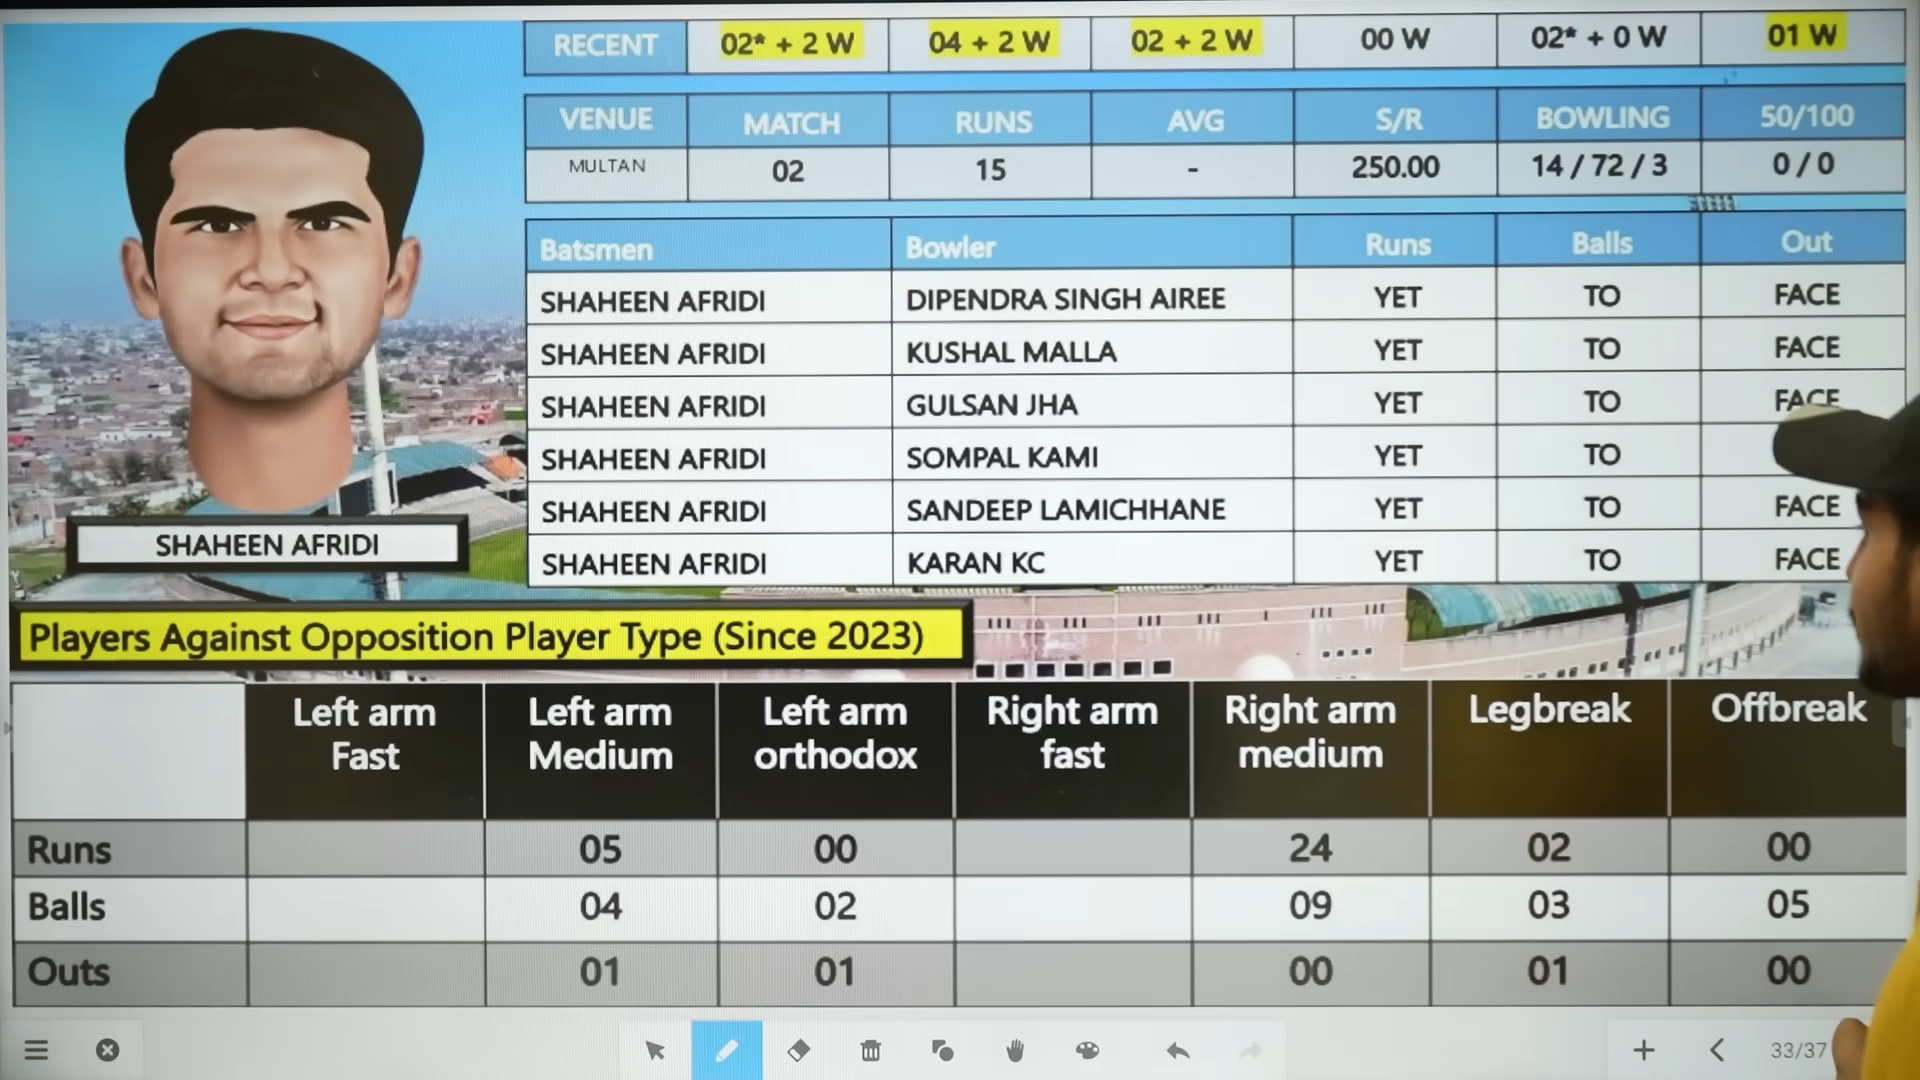 RECENT 02* + 2 W 04 + 2 W 02 + 2 W 00 W 02* + 0 W 01 W
VENUE MATCH RUNS AVG S/R BOWLING 50/100
MULTAN 02 15 - 250.00 14 / 72 / 3 0 / 0
Batsmen Bowler Runs Balls Out
SHAHEEN AFRIDI DIPENDRA SINGH AIREE YET TO FACE
SHAHEEN AFRIDI KUSHAL MALLA YET TO FACE
SHAHEEN AFRIDI GULSAN JHA YET TO FACE
SHAHEEN AFRIDI SOMPAL KAMI YET TO
SHAHEEN AFRIDI SANDEEP LAMICHHANE YET TO FACE
SHAHEEN AFRIDI KARAN KC YET TO FACE
SHAHEEN AFRIDI
Players Against Opposition Player Type (Since 2023)
Left arm Fast Left arm Medium Left arm orthodox Right arm fast Right arm medium Legbreak Offbreak
Runs 05 00 24 02 00
Balls 04 02 09 03 05
Outs 01 01 00 01 00
33/37